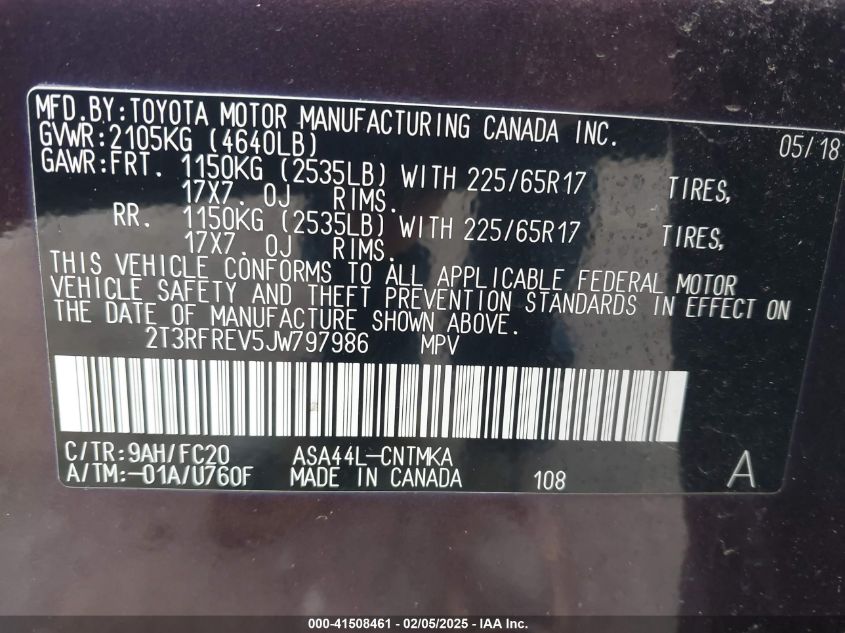 MFD.BY:TOYOTA MOTOR MANUFACTURING CANADA INC. 05/18
GVWR:2105KG (4640LB)
GAWR:FRT. 1150KG (2535LB) WITH 225/65R17 TIRES,
17X7. 0J RIMS.
RR. 1150KG (2535LB) WITH 225/65R17 TIRES,
17X7. 0J RIMS.
THIS VEHICLE CONFORMS TO ALL APPLICABLE FEDERAL MOTOR
VEHICLE SAFETY AND THEFT PREVENTION STANDARDS IN EFFECT ON
THE DATE OF MANUFACTURE SHOWN ABOVE.
2T3RFREV5JW797986 MPV
C/TR:9AH/FC20 ASA44L-CNTMKA
A/TM:-01A/U760F MADE IN CANADA 108 A
000-41508461 - 02/05/2025 - IAA Inc.